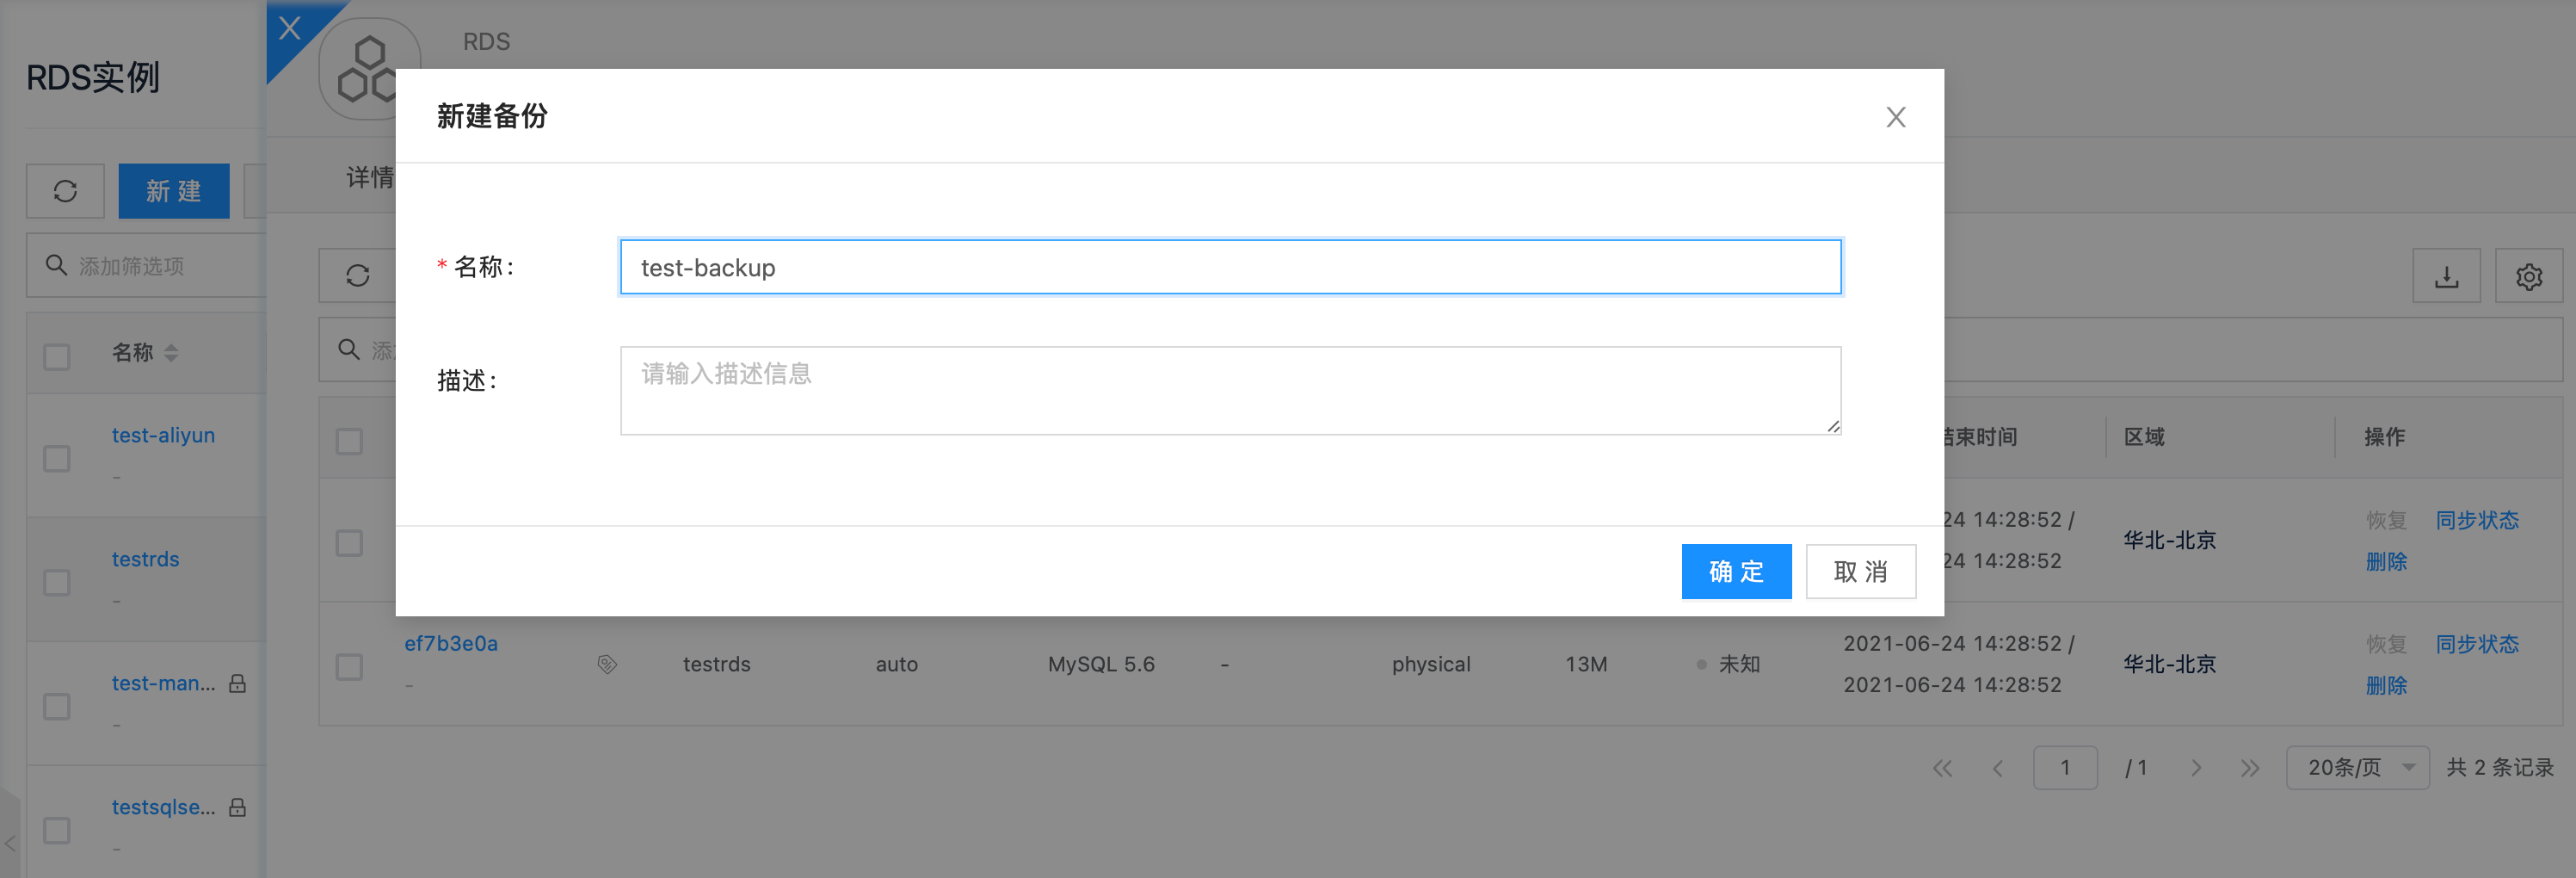 RDS
RDS实例
新建备份
详情
新 建
* 名称：
test-backup
添加筛选项
名称
添
描述：
请输入描述信息
test-aliyun
-
结束时间
区域
操作
24 14:28:52 /
24 14:28:52
华北-北京
恢复
同步状态
删除
testrds
-
确 定
取 消
ef7b3e0a
-
testrds
auto
MySQL 5.6
-
physical
13M
未知
2021-06-24 14:28:52 /
2021-06-24 14:28:52
华北-北京
恢复
同步状态
删除
test-man...
-
1
/ 1
20条/页
共 2 条记录
testsqlse...
-